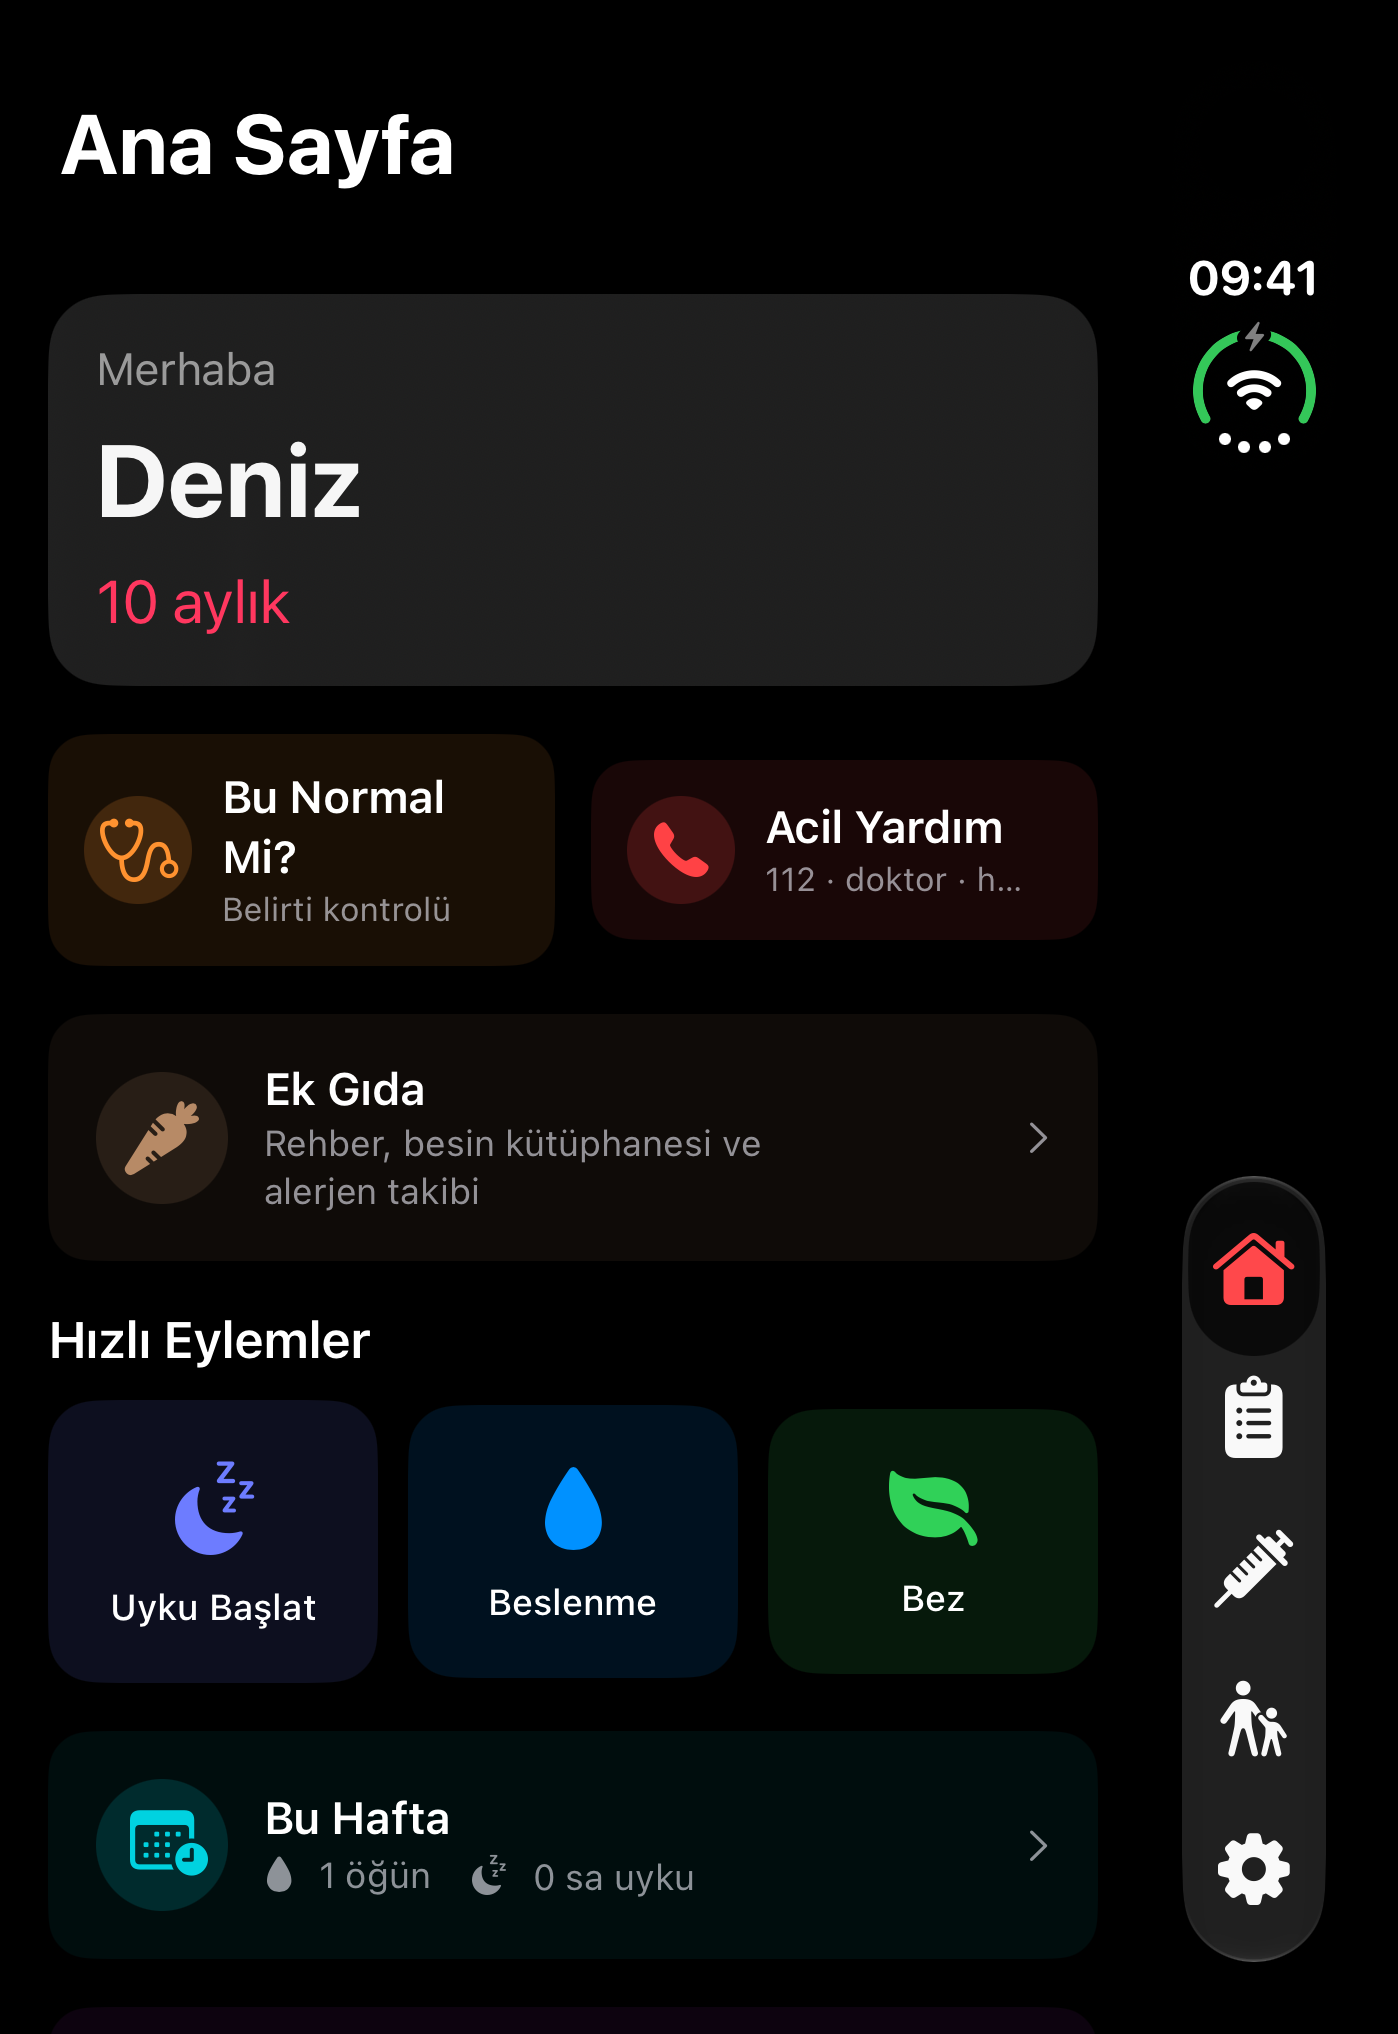 Ana Sayfa
09:41
Merhaba
Deniz
10 aylık
Bu Normal
Mi?
Belirti kontrolü
Acil Yardım
112 · doktor · h...
Ek Gıda
Rehber, besin kütüphanesi ve
alerjen takibi
Hızlı Eylemler
Uyku Başlat
Beslenme
Bez
Bu Hafta
1 öğün 0 sa uyku